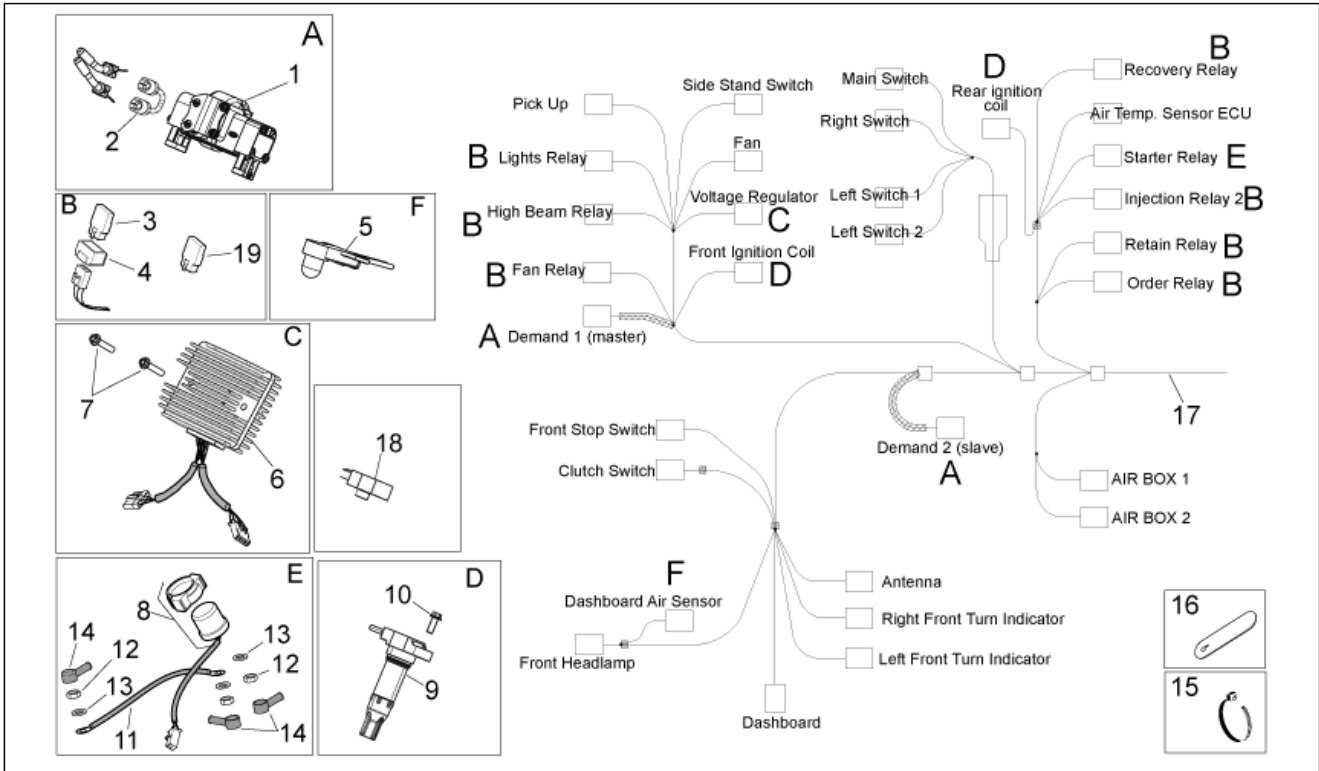 A
1
2
B
3
4
19
F
5
C
7
6
18
E
8
14
12
13
13
12
11
14
D
10
9
Pick Up
Side Stand Switch
B Lights Relay
Fan
B High Beam Relay
Voltage Regulator
C
B Fan Relay
Front Ignition Coil
D
A Demand 1 (master)
Main Switch
Right Switch
Left Switch 1
Left Switch 2
D
Rear ignition
coil
B
Recovery Relay
Air Temp. Sensor ECU
Starter Relay E
Injection Relay 2 B
Retain Relay B
Order Relay B
17
Demand 2 (slave)
A
AIR BOX 1
AIR BOX 2
Front Stop Switch
Clutch Switch
F
Dashboard Air Sensor
Front Headlamp
Antenna
Right Front Turn Indicator
Left Front Turn Indicator
Dashboard
16
15